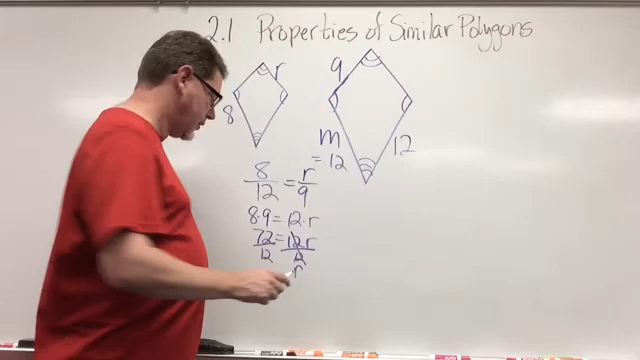 2.1 Properties of Similar Polygons
r
8
9
m = 12
12
8/12 = r/9
8·9 = 12·r
72/12 = 12r/12
r